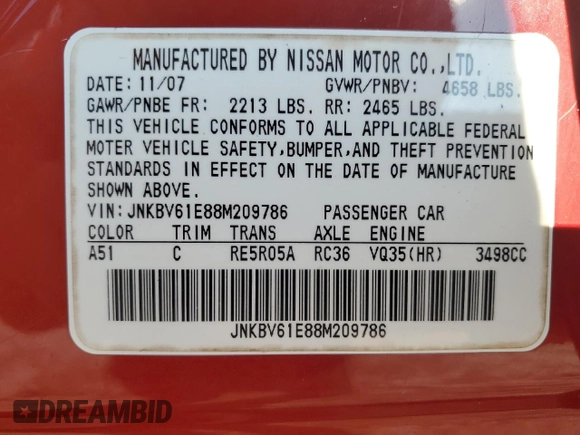 MANUFACTURED BY NISSAN MOTOR CO.,LTD.
DATE: 11/07 GVWR/PNBV: 4658 LBS.
GAWR/PNBE FR: 2213 LBS. RR: 2465 LBS.
THIS VEHICLE CONFORMS TO ALL APPLICABLE FEDERAL
MOTER VEHICLE SAFETY,BUMPER,AND THEFT PREVENTION
STANDARDS IN EFFECT ON THE DATE OF MANUFACTURE
SHOWN ABOVE.
VIN: JNKBV61E88M209786 PASSENGER CAR
COLOR TRIM TRANS AXLE ENGINE
A51 C RE5R05A RC36 VQ35(HR) 3498CC
JNKBV61E88M209786
DREAMBID